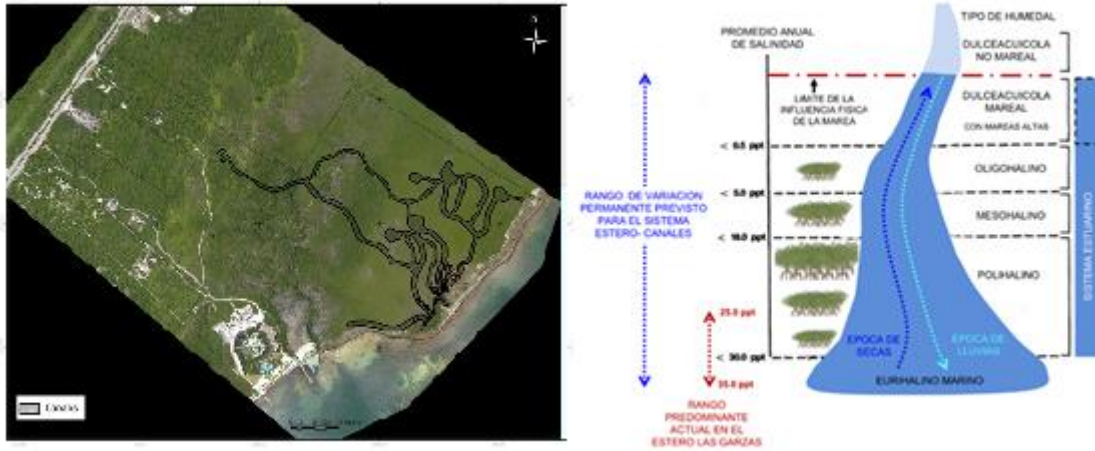 N
Canales
PROMEDIO ANUAL
DE SALINIDAD
TIPO DE HUMEDAL
DULCEACUICOLA
NO MAREAL
LIMITE DE LA
INFLUENCIA FISICA
DE LA MAREA
DULCEACUICOLA
MAREAL
CON MAREAS ALTAS
< 0.5 ppt
OLIGOHALINO
< 5.0 ppt
RANGO DE VARIACION
PERMANENTE PREVISTO
PARA EL SISTEMA
ESTERO- CANALES
MESOHALINO
< 18.0 ppt
POLIHALINO
SISTEMA ESTUARINO
25.0 ppt
EPOCA DE
SECAS
EPOCA DE
LLUVIAS
< 30.0 ppt
35.0 ppt
EURIHALINO MARINO
RANGO
PREDOMINANTE
ACTUAL EN EL
ESTERO LAS GARZAS